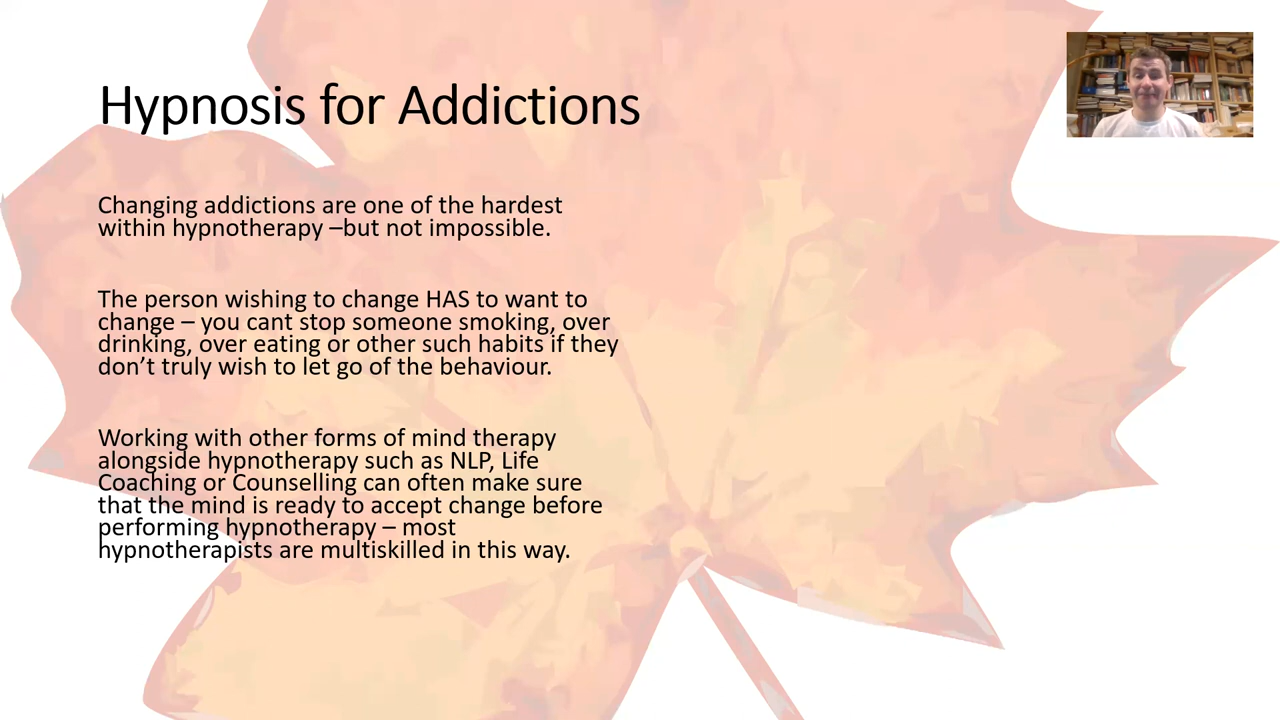 Hypnosis for Addictions
Changing addictions are one of the hardest
within hypnotherapy –but not impossible.
The person wishing to change HAS to want to
change – you cant stop someone smoking, over
drinking, over eating or other such habits if they
don’t truly wish to let go of the behaviour.
Working with other forms of mind therapy
alongside hypnotherapy such as NLP, Life
Coaching or Counselling can often make sure
that the mind is ready to accept change before
performing hypnotherapy – most
hypnotherapists are multiskilled in this way.